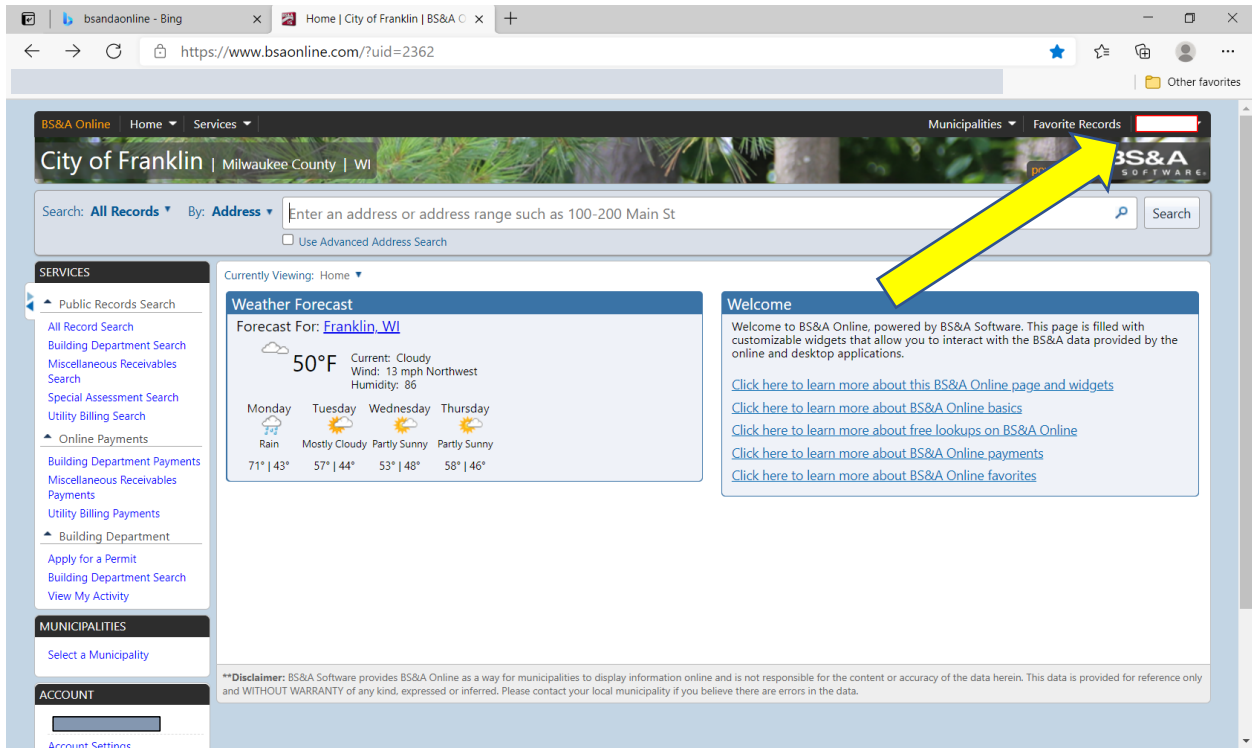 bsandaonline - Bing
Home | City of Franklin | BS&A O
https://www.bsaonline.com/?uid=2362
Other favorites
BS&A Online Home Services Municipalities Favorite Records
City of Franklin | Milwaukee County | WI
BS&A
SOFTWARE
Search: All Records By: Address Enter an address or address range such as 100-200 Main St Search
Use Advanced Address Search
SERVICES
Public Records Search
All Record Search
Building Department Search
Miscellaneous Receivables
Search
Special Assessment Search
Utility Billing Search
Online Payments
Building Department Payments
Miscellaneous Receivables
Payments
Utility Billing Payments
Building Department
Apply for a Permit
Building Department Search
View My Activity
MUNICIPALITIES
Select a Municipality
ACCOUNT
Account Settings
Currently Viewing: Home
Weather Forecast
Forecast For: Franklin, WI
50°F
Current: Cloudy
Wind: 13 mph Northwest
Humidity: 86
Monday Tuesday Wednesday Thursday
Rain Mostly Cloudy Partly Sunny Partly Sunny
71° | 43° 57° | 44° 53° | 48° 58° | 46°
Welcome
Welcome to BS&A Online, powered by BS&A Software. This page is filled with
customizable widgets that allow you to interact with the BS&A data provided by the
online and desktop applications.
Click here to learn more about this BS&A Online page and widgets
Click here to learn more about BS&A Online basics
Click here to learn more about free lookups on BS&A Online
Click here to learn more about BS&A Online payments
Click here to learn more about BS&A Online favorites
**Disclaimer: BS&A Software provides BS&A Online as a way for municipalities to display information online and is not responsible for the content or accuracy of the data herein. This data is provided for reference only
and WITHOUT WARRANTY of any kind, expressed or inferred. Please contact your local municipality if you believe there are errors in the data.